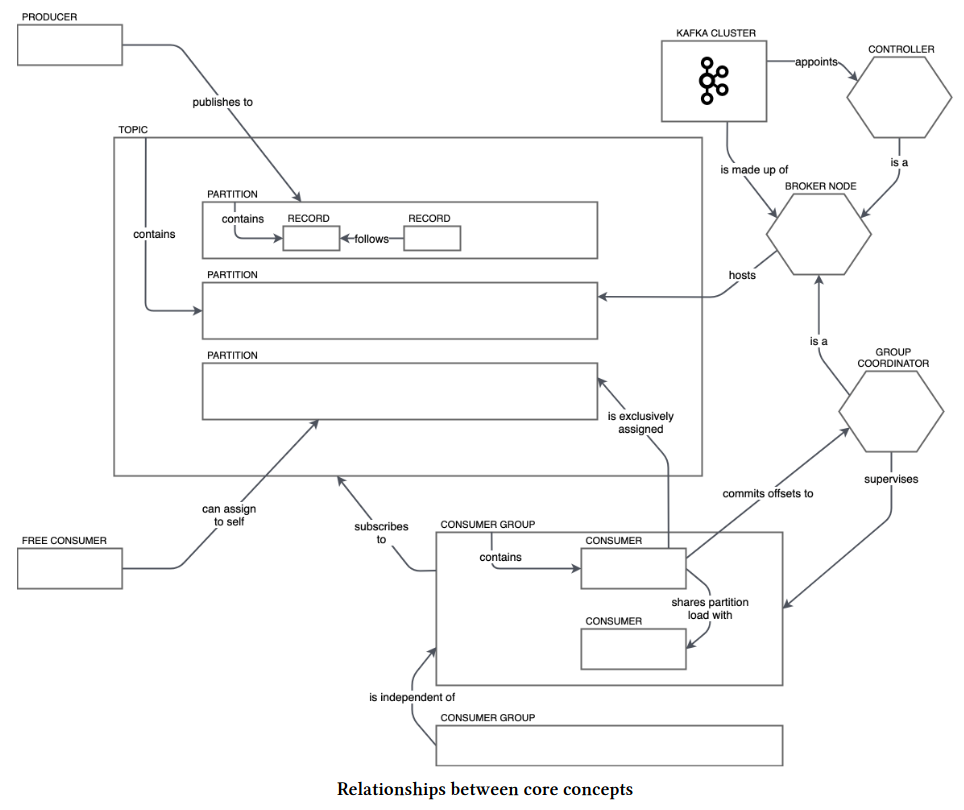 PRODUCER
KAFKA CLUSTER
CONTROLLER
appoints
publishes to
TOPIC
is a
is made up of
BROKER NODE
PARTITION
contains
RECORD
RECORD
follows
contains
PARTITION
hosts
is a
PARTITION
GROUP
COORDINATOR
is exclusively
assigned
supervises
commits offsets to
can assign
to self
subscribes
to
CONSUMER GROUP
FREE CONSUMER
CONSUMER
contains
shares partition
load with
CONSUMER
is independent of
CONSUMER GROUP
Relationships between core concepts